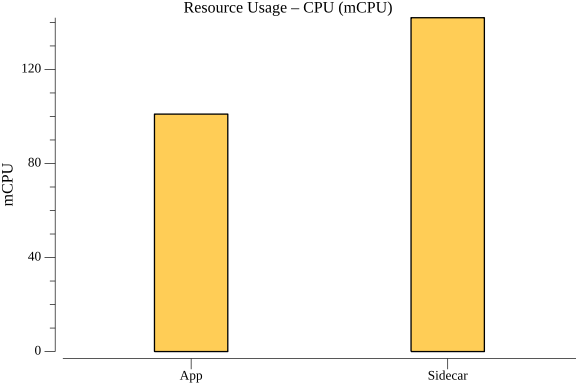 Resource Usage – CPU (mCPU)
120
80
40
0
mCPU
App
Sidecar